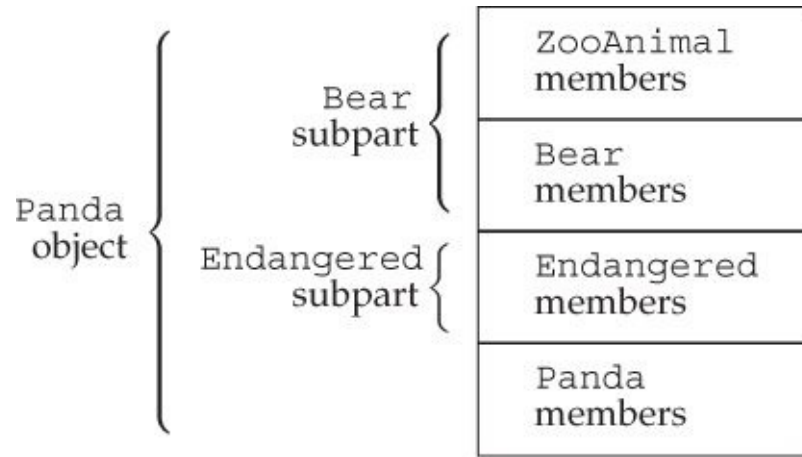 Panda
object
Bear
subpart
Endangered
subpart
ZooAnimal
members
Bear
members
Endangered
members
Panda
members